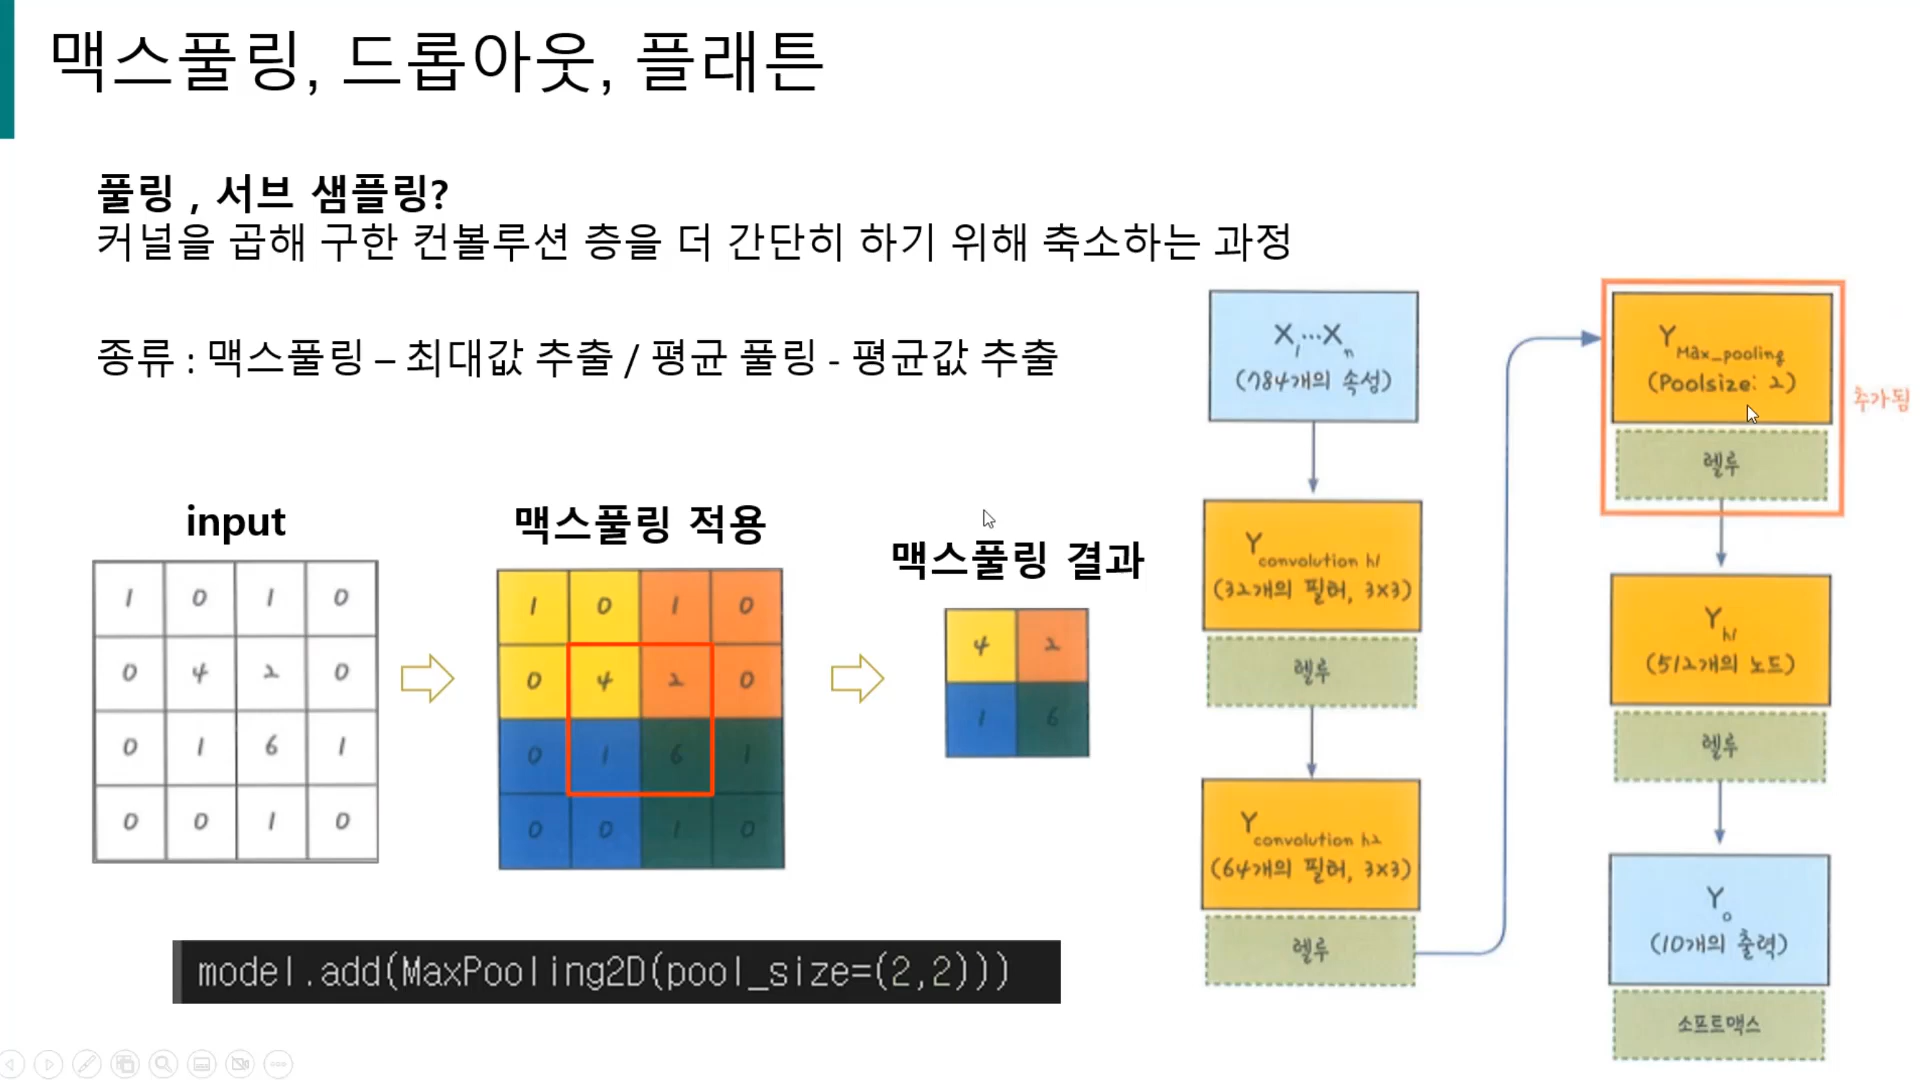 맥스풀링, 드롭아웃, 플래튼
풀링 , 서브 샘플링?
커널을 곱해 구한 컨볼루션 층을 더 간단히 하기 위해 축소하는 과정
종류 : 맥스풀링 – 최대값 추출 / 평균 풀링 - 평균값 추출
input
1 0 1 0
0 4 2 0
0 1 6 1
0 0 1 0
맥스풀링 적용
1 0 1 0
0 4 2 0
0 1 6 1
0 0 1 0
맥스풀링 결과
4 2
1 6
model.add(MaxPooling2D(pool_size=(2,2)))
X₁…Xₙ
(784개의 속성)
Y convolution h1
(32개의 필터, 3×3)
렐루
Y convolution h2
(64개의 필터, 3×3)
렐루
Y Max_pooling
(Poolsize: 2)
렐루
추가됨
Y h1
(512개의 노드)
렐루
Y o
(10개의 출력)
소프트맥스